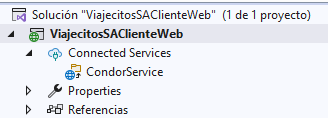 Solución "ViajecitosSAClienteWeb" (1 de 1 proyecto)
ViajecitosSAClienteWeb
Connected Services
CondorService
Properties
Referencias